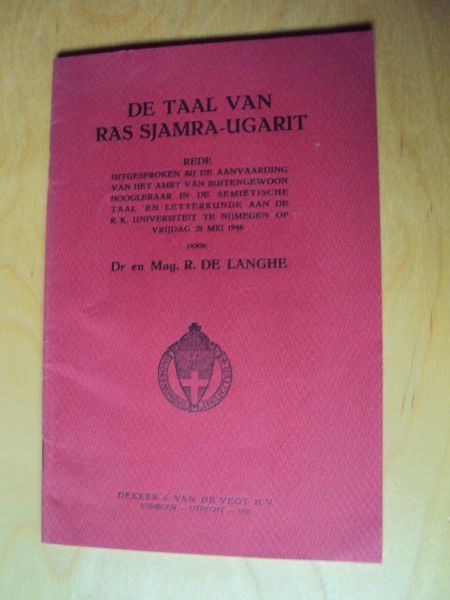 DE TAAL VAN
RAS SJAMRA-UGARIT
REDE
UITGESPROKEN BIJ DE AANVAARDING
VAN HET AMBT VAN BUITENGEWOON
HOOGLERAAR IN DE SEMIETISCHE
TAAL EN LETTERKUNDE AAN DE
R. K. UNIVERSITEIT TE NIJMEGEN OP
VRIJDAG 28 MEI 1948
DOOR
Dr en Mag. R. DE LANGHE
DEKKER & VAN DE VEGT N.V.
NIJMEGEN - UTRECHT - 1948